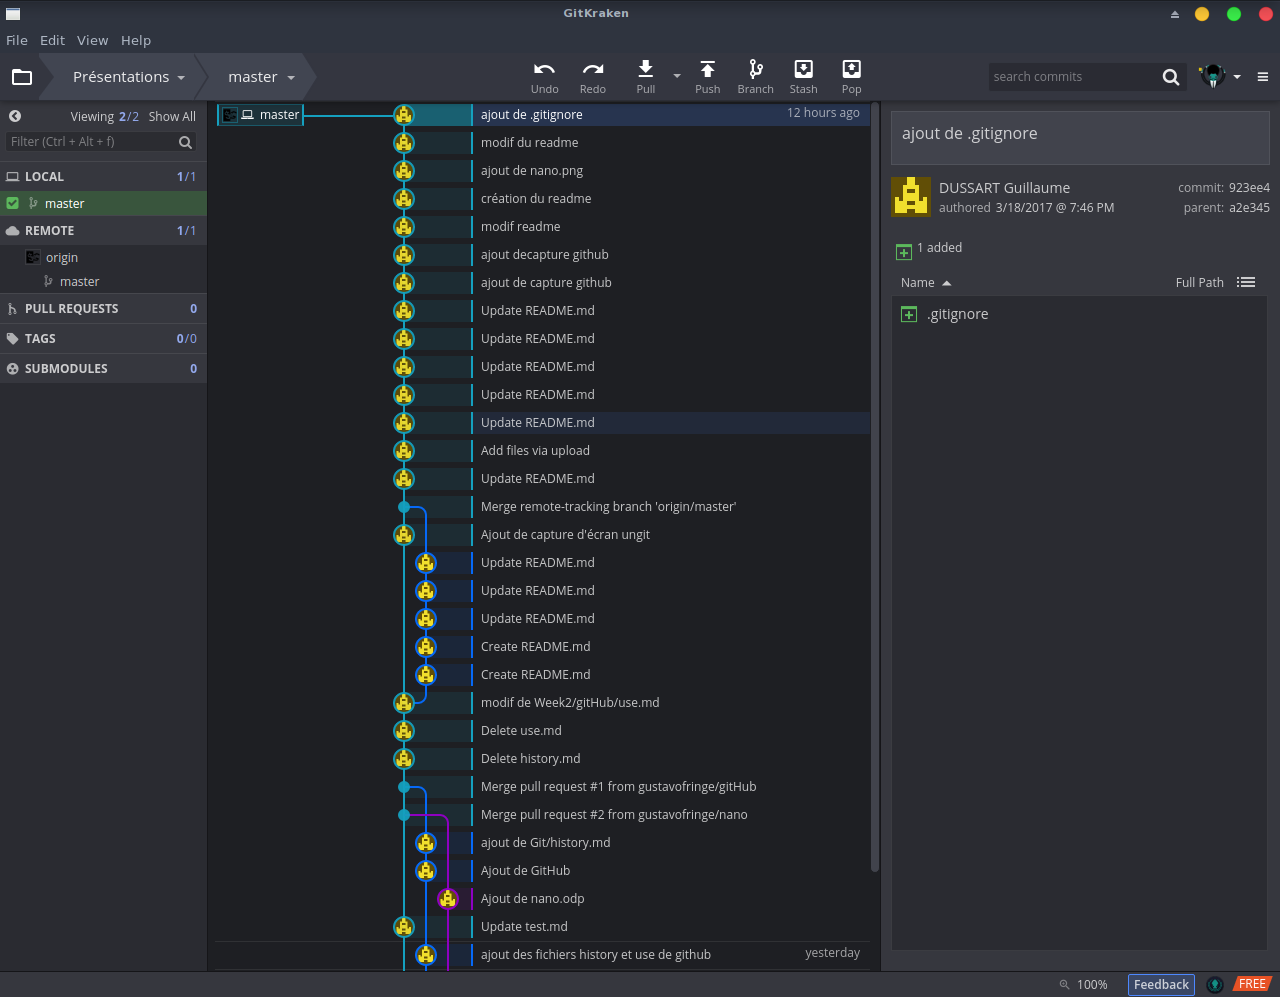 GitKraken
File Edit View Help
Présentations master Undo Redo Pull Push Branch Stash Pop search commits
Viewing 2/2 Show All
Filter (Ctrl + Alt + f)
LOCAL 1/1
master
REMOTE 1/1
origin
master
PULL REQUESTS 0
TAGS 0/0
SUBMODULES 0
master ajout de .gitignore 12 hours ago
modif du readme
ajout de nano.png
création du readme
modif readme
ajout decapture github
ajout de capture github
Update README.md
Update README.md
Update README.md
Update README.md
Update README.md
Add files via upload
Update README.md
Merge remote-tracking branch 'origin/master'
Ajout de capture d'écran ungit
Update README.md
Update README.md
Update README.md
Create README.md
Create README.md
modif de Week2/gitHub/use.md
Delete use.md
Delete history.md
Merge pull request #1 from gustavofringe/gitHub
Merge pull request #2 from gustavofringe/nano
ajout de Git/history.md
Ajout de GitHub
Ajout de nano.odp
Update test.md
ajout des fichiers history et use de github yesterday
ajout de .gitignore
DUSSART Guillaume commit: 923ee4
authored 3/18/2017 @ 7:46 PM parent: a2e345
1 added
Name Full Path
.gitignore
100% Feedback FREE